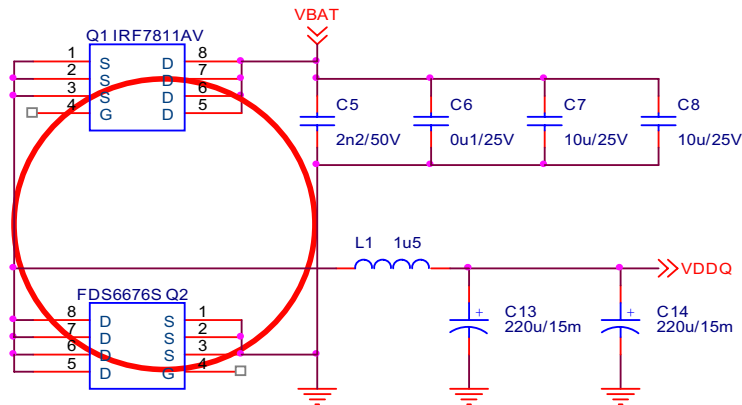 VBAT
Q1 IRF7811AV
1 S D 8
2 S D 7
3 S D 6
4 G D 5
C5 C6 C7 C8
2n2/50V 0u1/25V 10u/25V 10u/25V
L1 1u5
VDDQ
FDS6676S Q2
8 D S 1
7 D S 2
6 D S 3
5 D G 4
+ C13 + C14
220u/15m 220u/15m